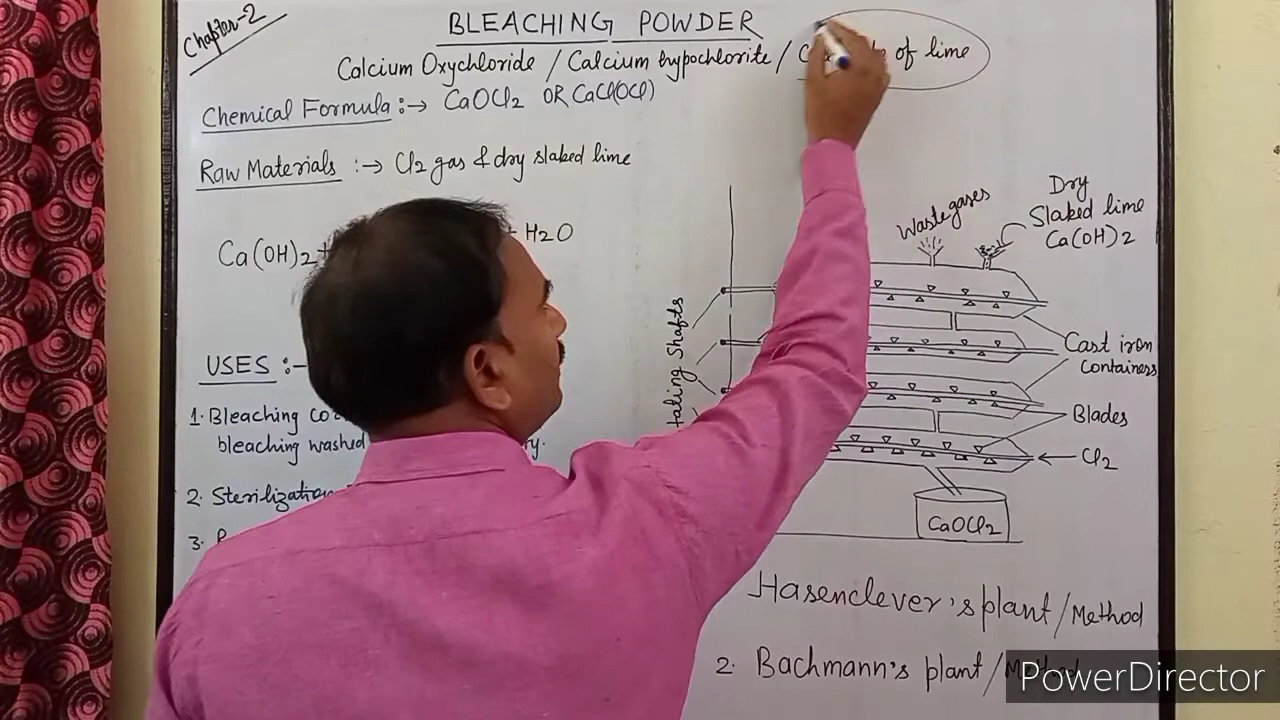 Chapter-2
BLEACHING POWDER
Calcium Oxychloride / Calcium hypochlorite / of lime
Chemical Formula :→ CaOCl2 OR CaCl(OCl)
Raw Materials :→ Cl2 gas & dry slaked lime
Ca(OH)2 + + H2O
USES :-
1. Bleaching
bleaching washed
2. Sterilization
3.
Waste gases
Dry
Slaked lime
Ca(OH)2
Shafts
Cast iron
Containers
Blades
Cl2
CaOCl2
Hasenclever's plant / Method
2. Bachmann's plant /
PowerDirector